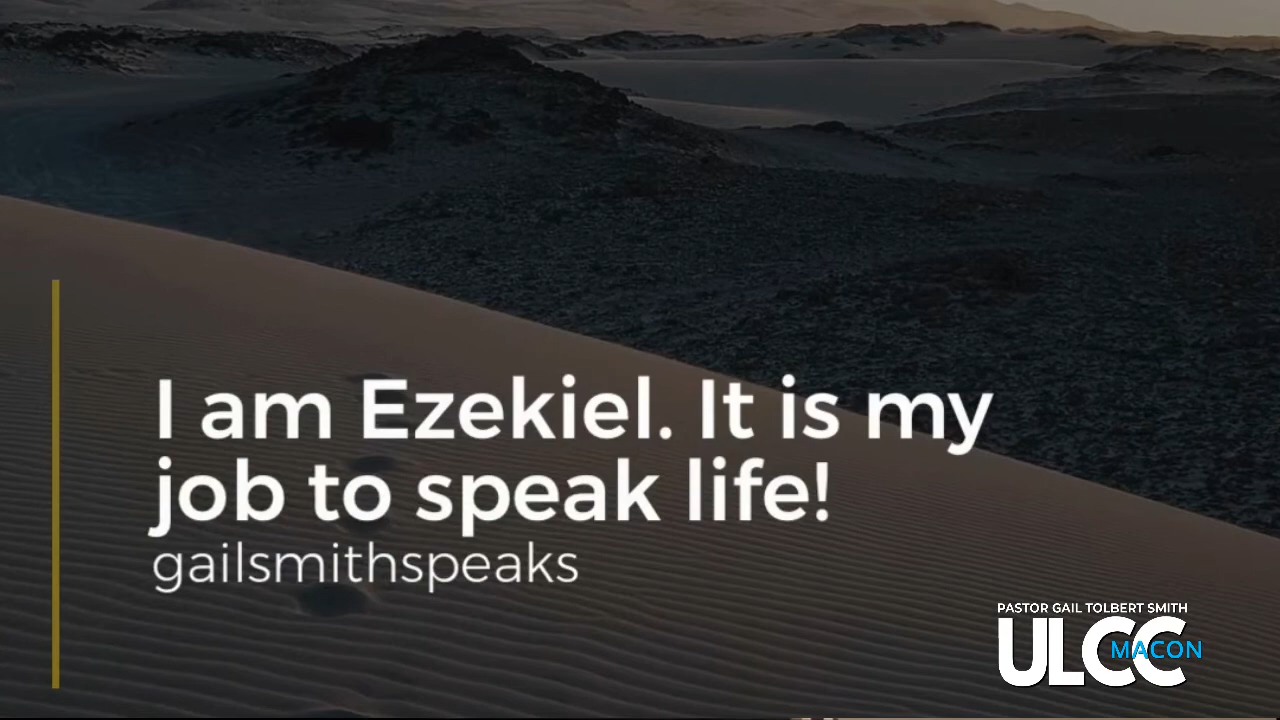 I am Ezekiel. It is my
job to speak life!
gailsmithspeaks
PASTOR GAIL TOLBERT SMITH
ULCC
MACON